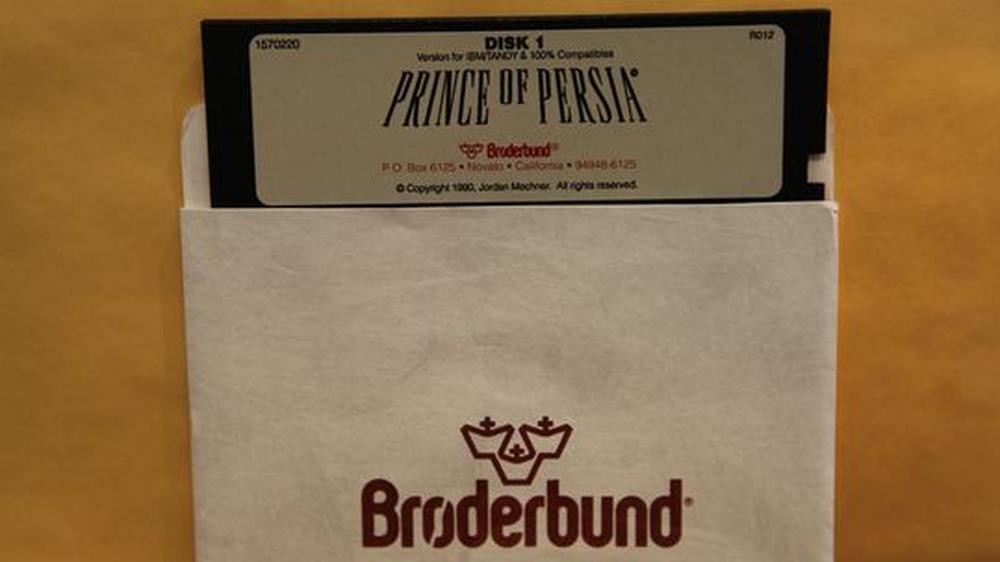 1570220
DISK 1
R012
Version for IBM/TANDY & 100% Compatibles
PRINCE OF PERSIA®
Brøderbund®
P.O. Box 6125 • Novato • California • 94948-6125
© Copyright 1990, Jordan Mechner. All rights reserved.
Brøderbund®